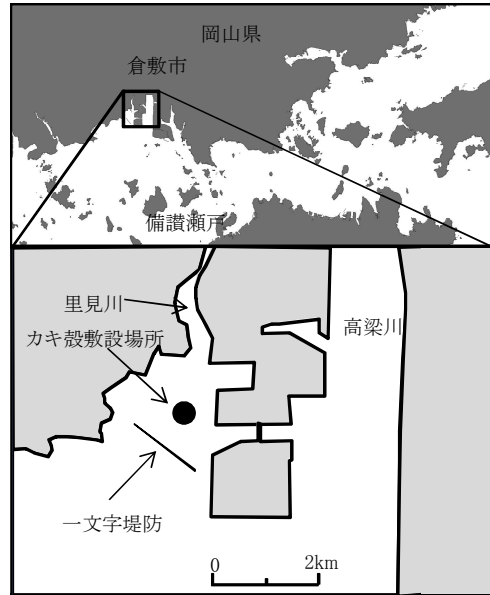 岡山県
倉敷市
備讃瀬戸
里見川
高梁川
カキ殻敷設場所
一文字堤防
0
2km